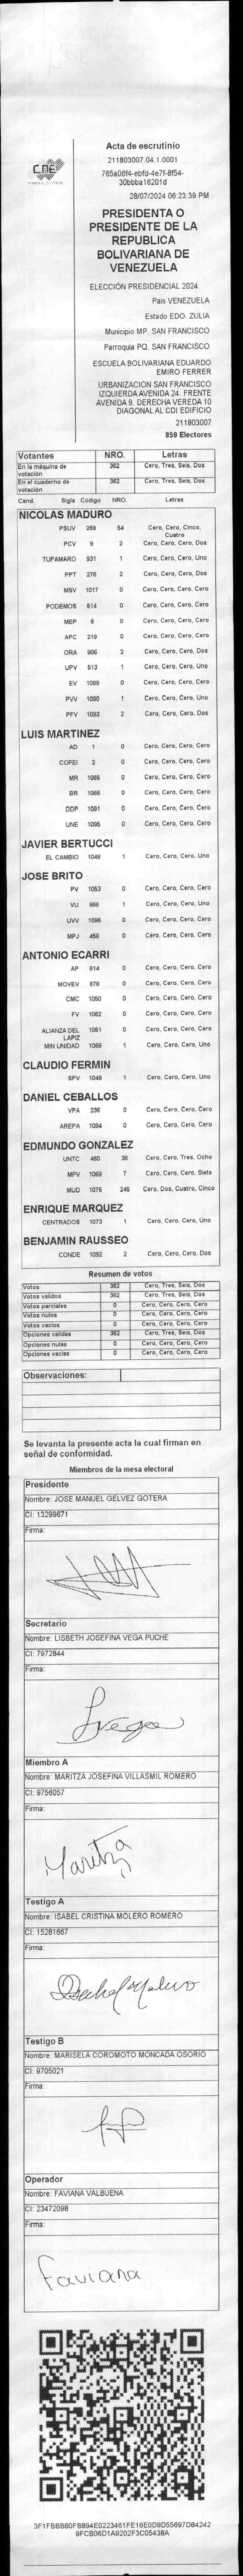 CNE
Acta de escrutinio
211803007.04.1.0001
765a06f4-ebfd-4e7f-8f54-
30bbba16201d
28/07/2024 06:23:39 PM
PRESIDENTA O
PRESIDENTE DE LA
REPUBLICA
BOLIVARIANA DE
VENEZUELA
ELECCIÓN PRESIDENCIAL 2024
Pais VENEZUELA
Estado EDO. ZULIA
Municipio MP. SAN FRANCISCO
Parroquia PQ. SAN FRANCISCO
ESCUELA BOLIVARIANA EDUARDO
EMIRO FERRER
URBANIZACION SAN FRANCISCO
IZQUIERDA AVENIDA 24. FRENTE
AVENIDA 9. DERECHA VEREDA 10
DIAGONAL AL CDI EDIFICIO
211803007
859 Electores
Votantes NRO. Letras
En la máquina de votación 362 Cero, Tres, Seis, Dos
En el cuaderno de votación 362 Cero, Tres, Seis, Dos
Cand. Sigla Código NRO. Letras
NICOLAS MADURO
PSUV 269 54 Cero, Cero, Cinco, Cuatro
PCV 9 2 Cero, Cero, Cero, Dos
TUPAMARO 931 1 Cero, Cero, Cero, Uno
PPT 276 2 Cero, Cero, Cero, Dos
MSV 1017 0 Cero, Cero, Cero, Cero
PODEMOS 514 0 Cero, Cero, Cero, Cero
MEP 6 0 Cero, Cero, Cero, Cero
APC 219 0 Cero, Cero, Cero, Cero
ORA 906 2 Cero, Cero, Cero, Dos
UPV 513 1 Cero, Cero, Cero, Uno
EV 1089 0 Cero, Cero, Cero, Cero
PVV 1090 1 Cero, Cero, Cero, Uno
PFV 1093 2 Cero, Cero, Cero, Dos
LUIS MARTINEZ
AD 1 0 Cero, Cero, Cero, Cero
COPEI 2 0 Cero, Cero, Cero, Cero
MR 1065 0 Cero, Cero, Cero, Cero
BR 1086 0 Cero, Cero, Cero, Cero
DDP 1091 0 Cero, Cero, Cero, Cero
UNE 1095 0 Cero, Cero, Cero, Cero
JAVIER BERTUCCI
EL CAMBIO 1048 1 Cero, Cero, Cero, Uno
JOSE BRITO
PV 1053 0 Cero, Cero, Cero, Cero
VU 868 1 Cero, Cero, Cero, Uno
UVV 1096 0 Cero, Cero, Cero, Cero
MPJ 458 0 Cero, Cero, Cero, Cero
ANTONIO ECARRI
AP 814 0 Cero, Cero, Cero, Cero
MOVEV 878 0 Cero, Cero, Cero, Cero
CMC 1050 0 Cero, Cero, Cero, Cero
FV 1082 0 Cero, Cero, Cero, Cero
ALIANZA DEL LAPIZ 1051 0 Cero, Cero, Cero, Cero
MIN UNIDAD 1088 1 Cero, Cero, Cero, Uno
CLAUDIO FERMIN
SPV 1049 1 Cero, Cero, Cero, Uno
DANIEL CEBALLOS
VPA 236 0 Cero, Cero, Cero, Cero
AREPA 1094 0 Cero, Cero, Cero, Cero
EDMUNDO GONZALEZ
UNTC 460 38 Cero, Cero, Tres, Ocho
MPV 1069 7 Cero, Cero, Cero, Siete
MUD 1075 245 Cero, Dos, Cuatro, Cinco
ENRIQUE MARQUEZ
CENTRADOS 1073 1 Cero, Cero, Cero, Uno
BENJAMIN RAUSSEO
CONDE 1092 2 Cero, Cero, Cero, Dos
Resumen de votos
Votos 362 Cero, Tres, Seis, Dos
Votos validos 362 Cero, Tres, Seis, Dos
Votos parciales 0 Cero, Cero, Cero, Cero
Votos nulos 0 Cero, Cero, Cero, Cero
Votos vacios 0 Cero, Cero, Cero, Cero
Opciones validas 362 Cero, Tres, Seis, Dos
Opciones nulas 0 Cero, Cero, Cero, Cero
Opciones vacias 0 Cero, Cero, Cero, Cero
Observaciones:
Se levanta la presente acta la cual firman en
señal de conformidad.
Miembros de la mesa electoral
Presidente
Nombre: JOSE MANUEL GELVEZ GOTERA
CI: 13299671
Firma:
Secretario
Nombre: LISBETH JOSEFINA VEGA PUCHE
CI: 7972844
Firma:
Lvega
Miembro A
Nombre: MARITZA JOSEFINA VILLASMIL ROMERO
CI: 9756057
Firma:
Maritza
Testigo A
Nombre: ISABEL CRISTINA MOLERO ROMERO
CI: 15281667
Firma:
Isabel Molero
Testigo B
Nombre: MARISELA COROMOTO MONCADA OSORIO
CI: 9705021
Firma:
Operador
Nombre: FAVIANA VALBUENA
CI: 23472098
Firma:
Faviana
3F1FBBB80FB894E0223461FE16E0D9D55697D84242
9FCB06D1A9202F3C05438A